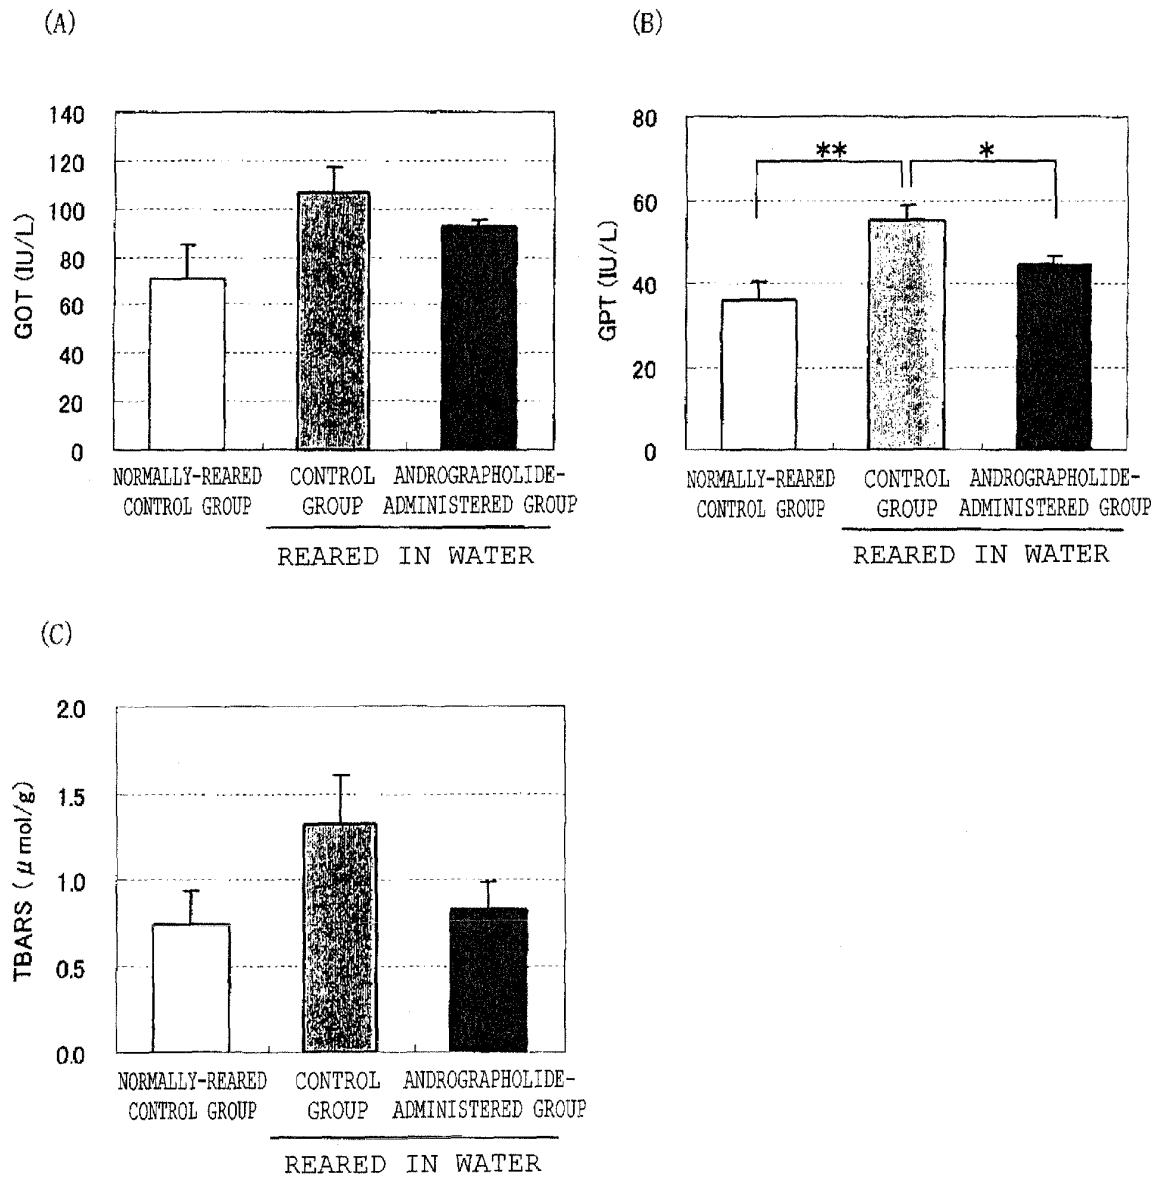 (A)
GOT (IU/L)
140
120
100
80
60
40
20
0
NORMALLY-REARED CONTROL ANDROGRAPHOLIDE-
CONTROL GROUP GROUP ADMINISTERED GROUP
REARED IN WATER
(B)
GPT (IU/L)
80
60
40
20
0
** *
NORMALLY-REARED CONTROL ANDROGRAPHOLIDE-
CONTROL GROUP GROUP ADMINISTERED GROUP
REARED IN WATER
(C)
TBARS (μ mol/g)
2.0
1.5
1.0
0.5
0.0
NORMALLY-REARED CONTROL ANDROGRAPHOLIDE-
CONTROL GROUP GROUP ADMINISTERED GROUP
REARED IN WATER